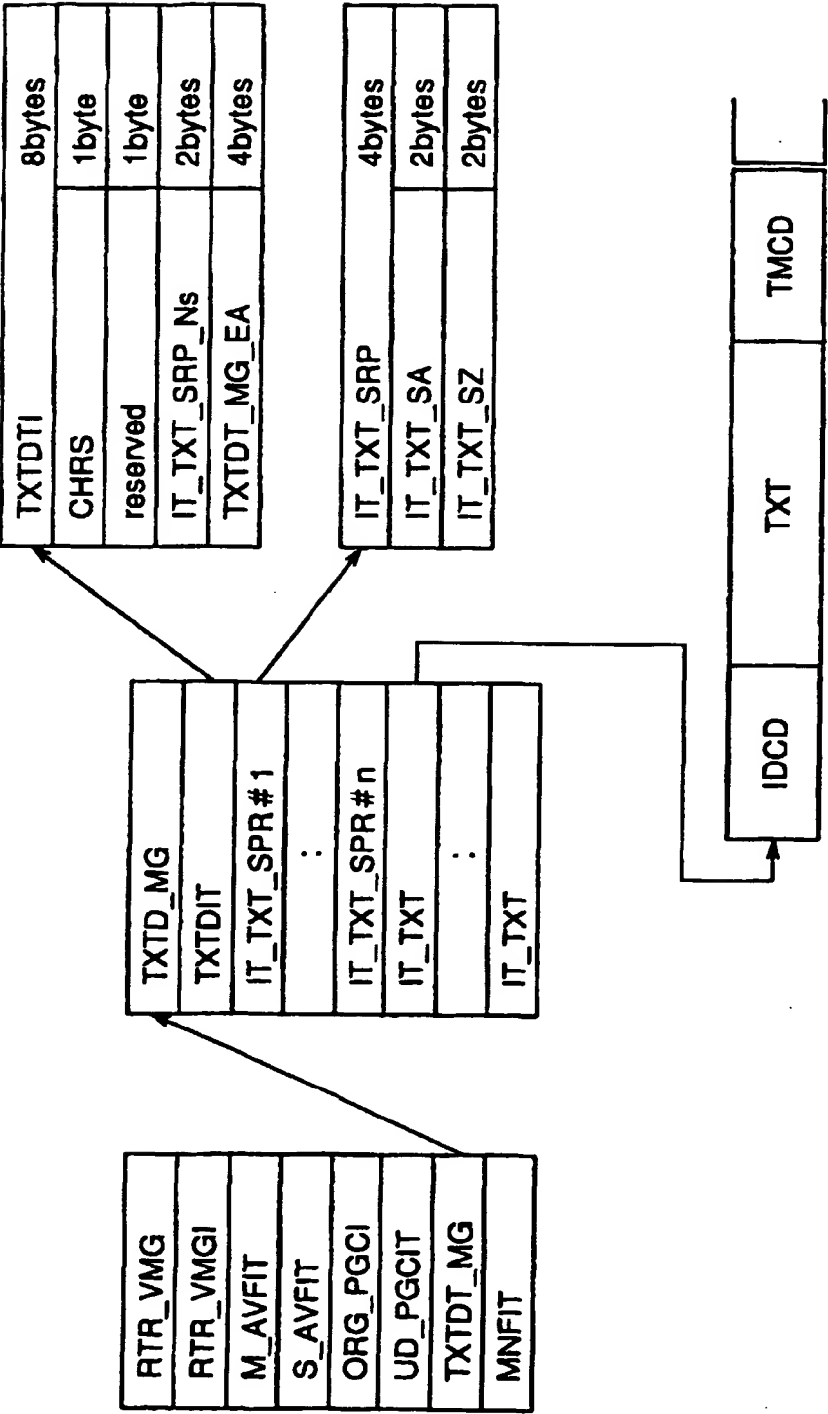 RTR_VMG
RTR_VMGI
M_AVFIT
S_AVFIT
ORG_PGCI
UD_PGCIT
TXTDT_MG
MNFIT
TXTD_MG
TXTDIT
IT_TXT_SPR#1
:
IT_TXT_SPR#n
IT_TXT
:
IT_TXT
TXTDTI 8bytes
CHRS 1byte
reserved 1byte
IT_TXT_SRP_Ns 2bytes
TXTDT_MG_EA 4bytes
IT_TXT_SRP 4bytes
IT_TXT_SA 2bytes
IT_TXT_SZ 2bytes
IDCD TXT TMCD